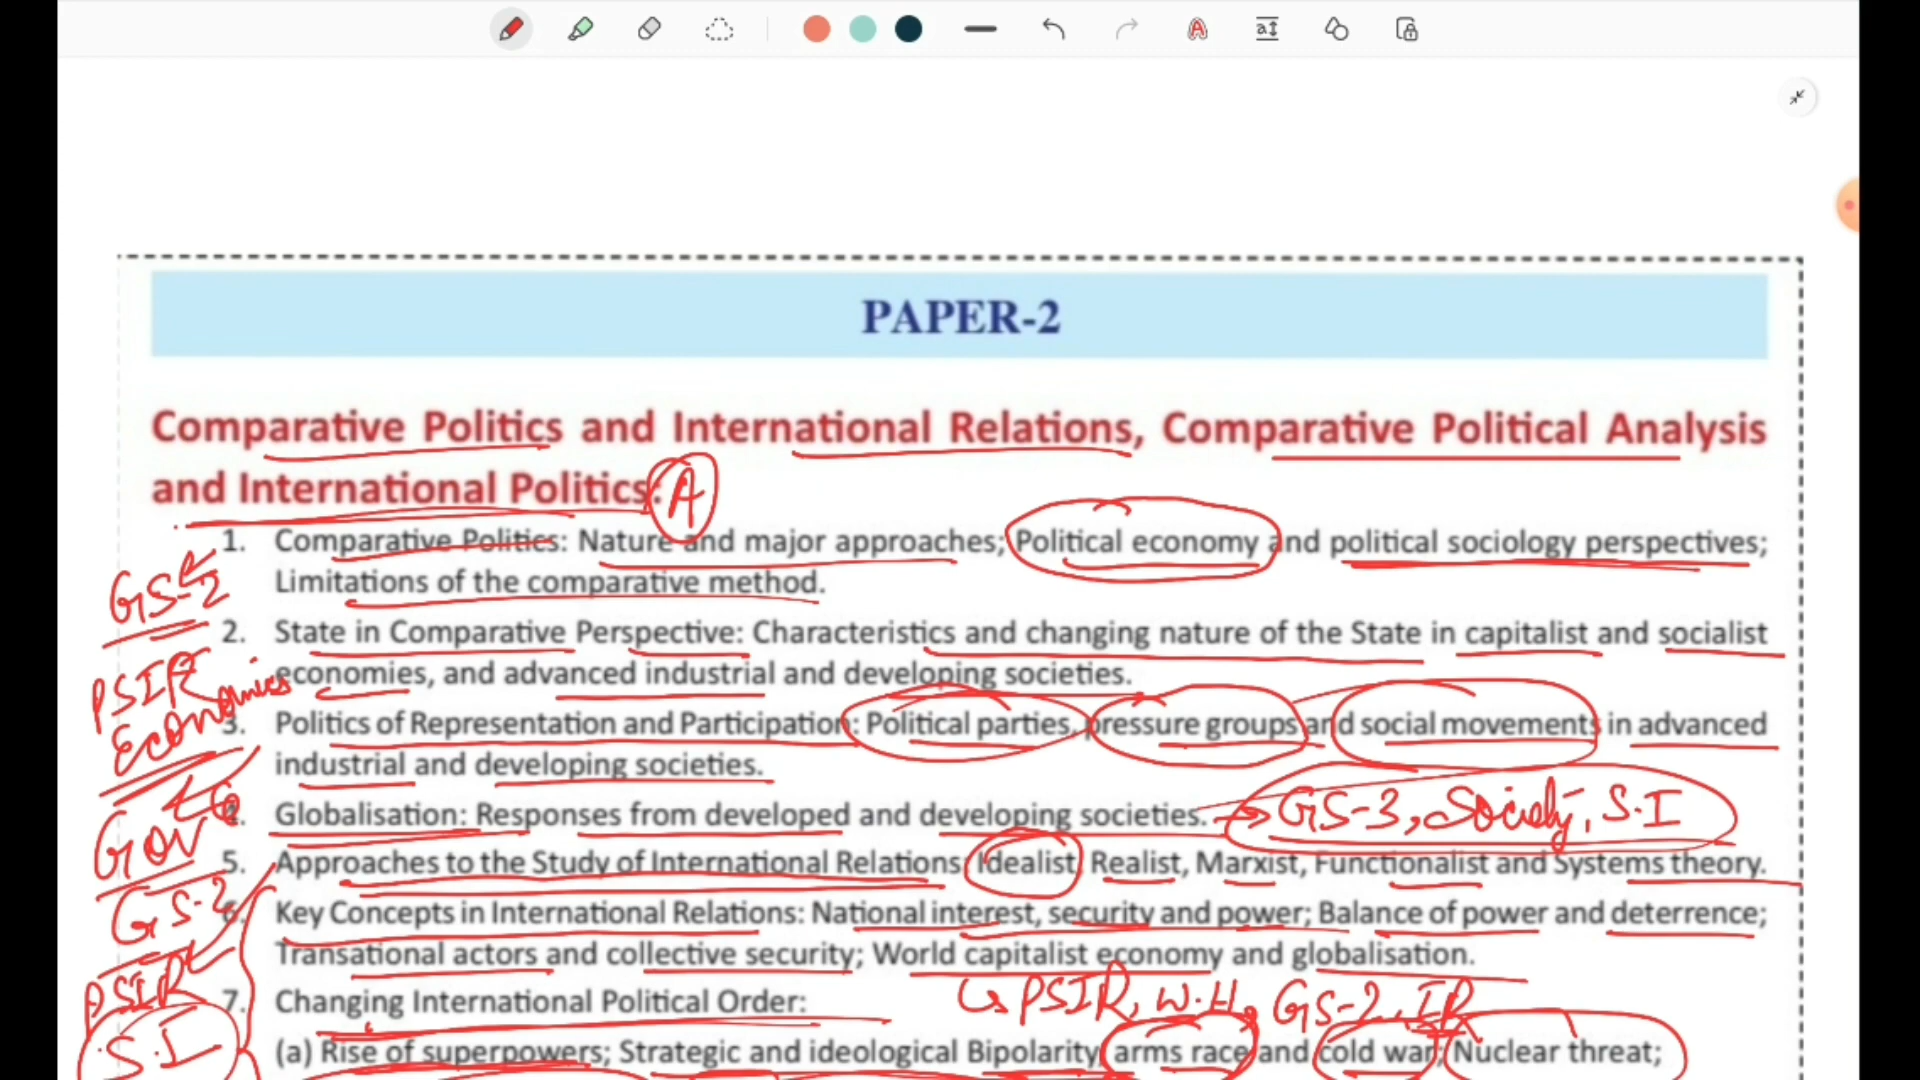 PAPER-2
Comparative Politics and International Relations, Comparative Political Analysis
and International Politics: A
1. Comparative Politics: Nature and major approaches; Political economy and political sociology perspectives;
GS-2
Limitations of the comparative method.
2. State in Comparative Perspective: Characteristics and changing nature of the State in capitalist and socialist
PSIR
economies, and advanced industrial and developing societies.
Economics
3. Politics of Representation and Participation: Political parties, pressure groups and social movements in advanced
industrial and developing societies.
4. Globalisation: Responses from developed and developing societies. → GS-3, Society, S.I
Gov
5. Approaches to the Study of International Relations: Idealist, Realist, Marxist, Functionalist and Systems theory.
GS-2
6. Key Concepts in International Relations: National interest, security and power; Balance of power and deterrence;
Transational actors and collective security; World capitalist economy and globalisation.
PSIR
7. Changing International Political Order:
PSIR, W.H, GS-2, IR
S.I
(a) Rise of superpowers; Strategic and ideological Bipolarity, arms race and cold war; Nuclear threat;